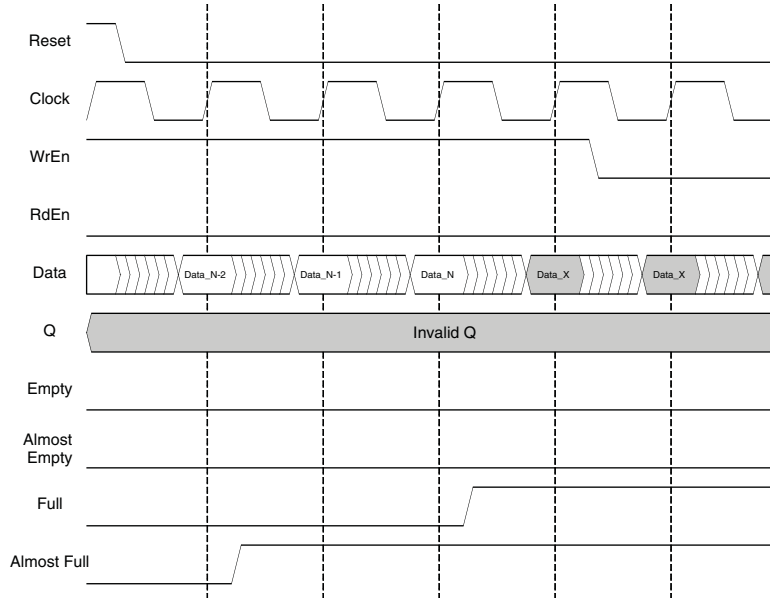 Reset
Clock
WrEn
RdEn
Data
Data_N-2
Data_N-1
Data_N
Data_X
Data_X
Q
Invalid Q
Empty
Almost
Empty
Full
Almost Full